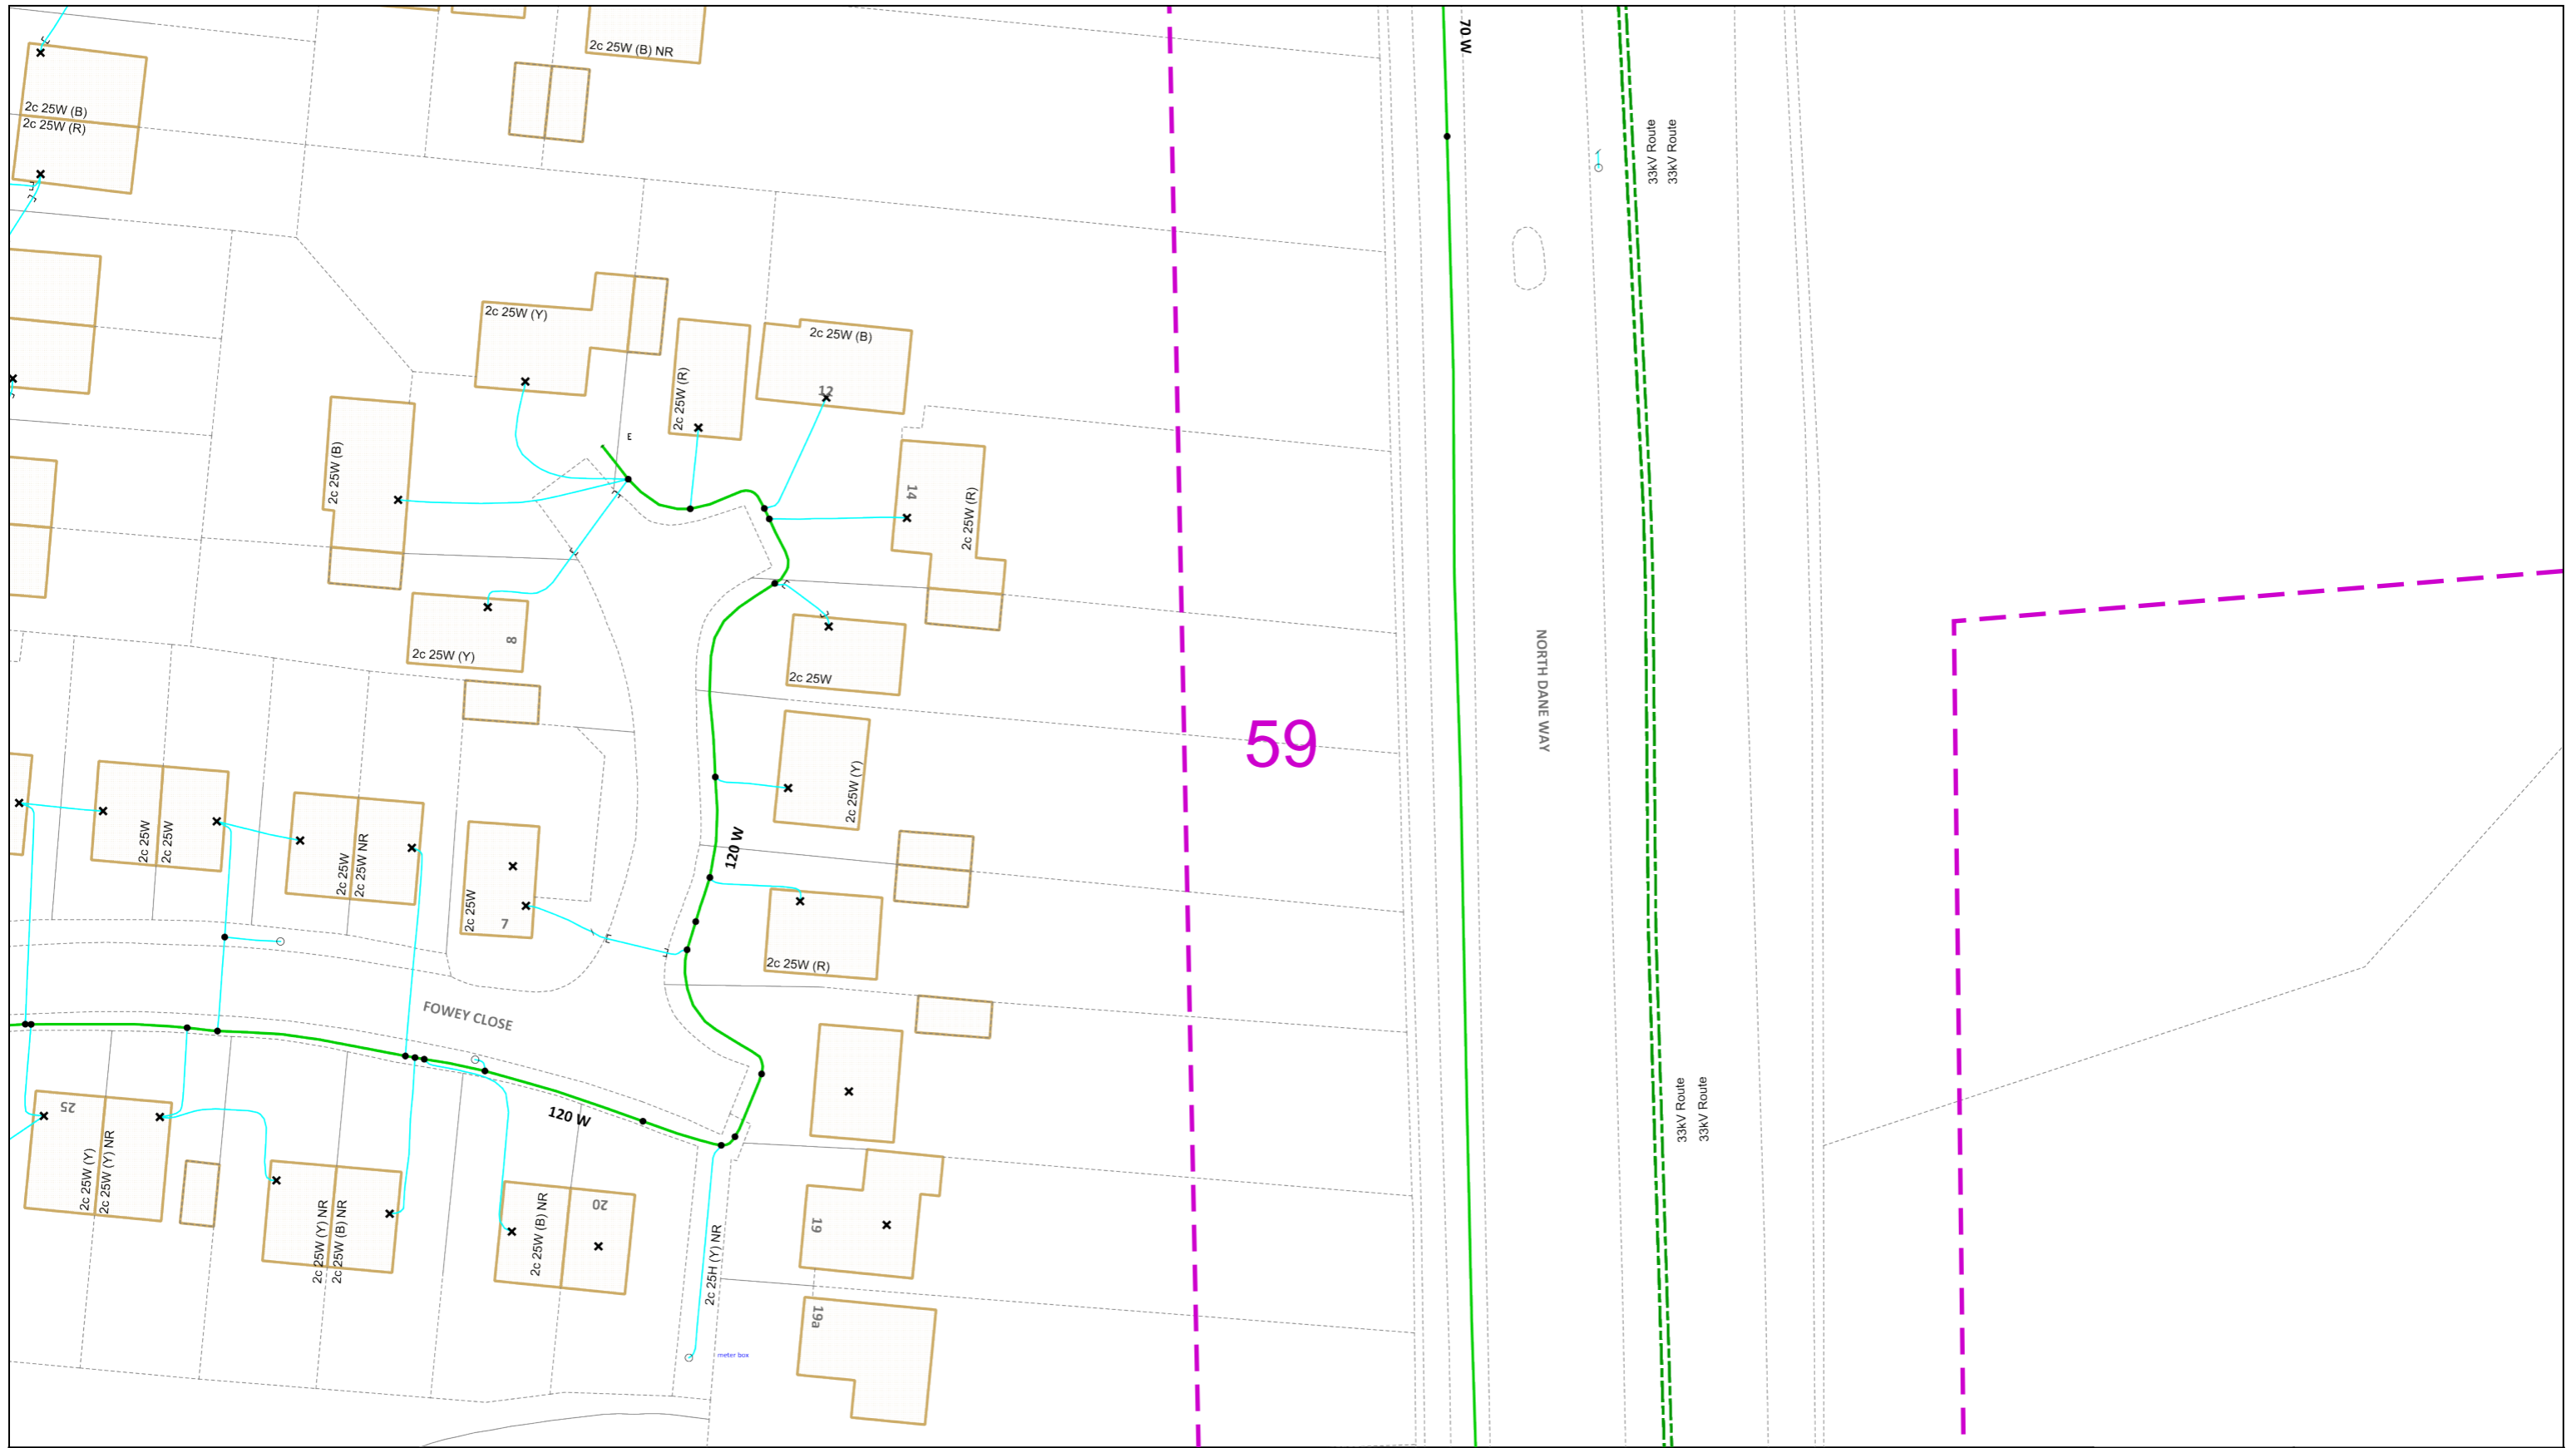 70 W
2c 25W (B) NR
2c 25W (B)
2c 25W (R)
33kV Route
33kV Route
2c 25W (Y)
2c 25W (B)
12
2c 25W (R)
2c 25W (B)
14
2c 25W (R)
E
8
2c 25W (Y)
2c 25W
NORTH DANE WAY
59
2c 25W (Y)
120 W
2c 25W
2c 25W
2c 25W
2c 25W NR
2c 25W
7
2c 25W (R)
FOWEY CLOSE
33kV Route
33kV Route
25
120 W
2c 25W (Y)
2c 25W (Y) NR
2c 25W (Y) NR
2c 25W (B) NR
2c 25W (B) NR
20
19
2c 25H (Y) NR
19a
meter box